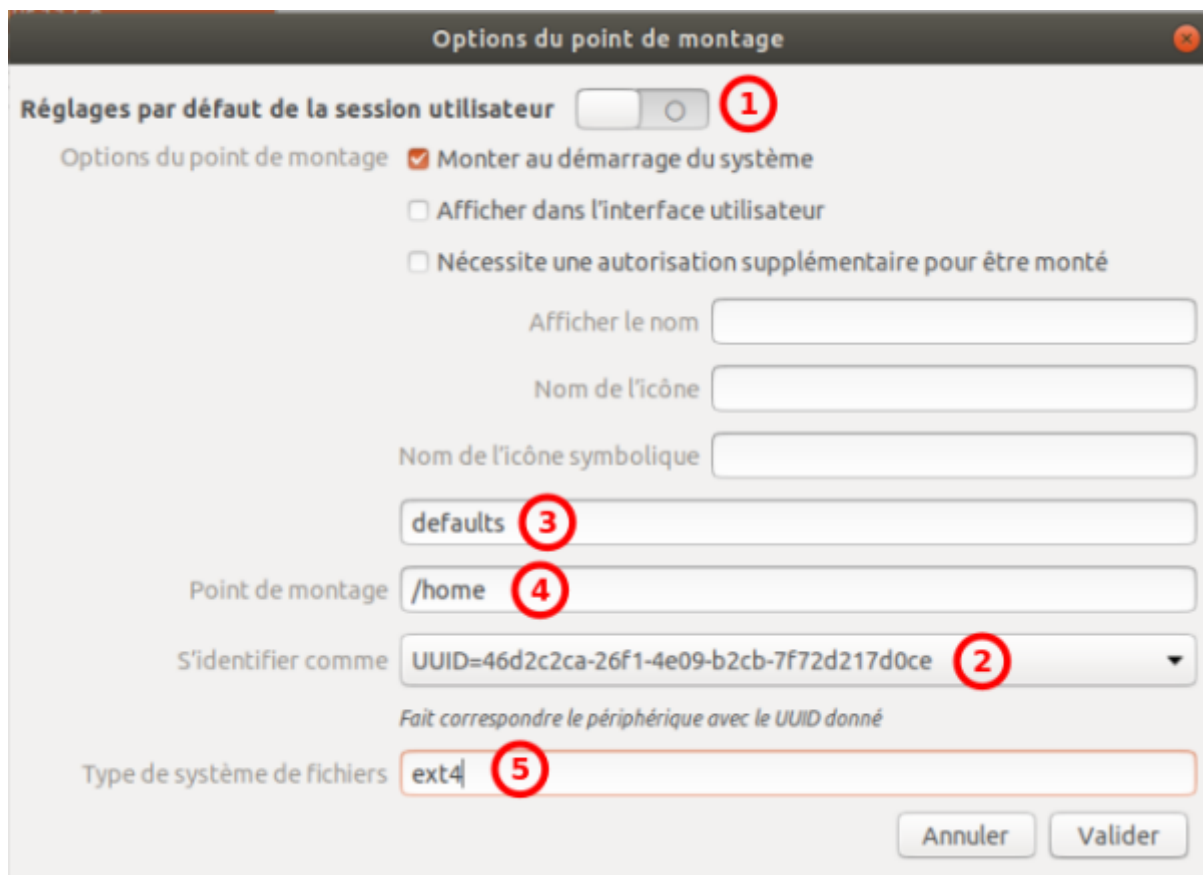 Options du point de montage
Réglages par défaut de la session utilisateur 1
Options du point de montage Monter au démarrage du système
Afficher dans l'interface utilisateur
Nécessite une autorisation supplémentaire pour être monté
Afficher le nom
Nom de l'icône
Nom de l'icône symbolique
defaults 3
Point de montage /home 4
S'identifier comme UUID=46d2c2ca-26f1-4e09-b2cb-7f72d217d0ce 2
Fait correspondre le périphérique avec le UUID donné
Type de système de fichiers ext4 5
Annuler Valider